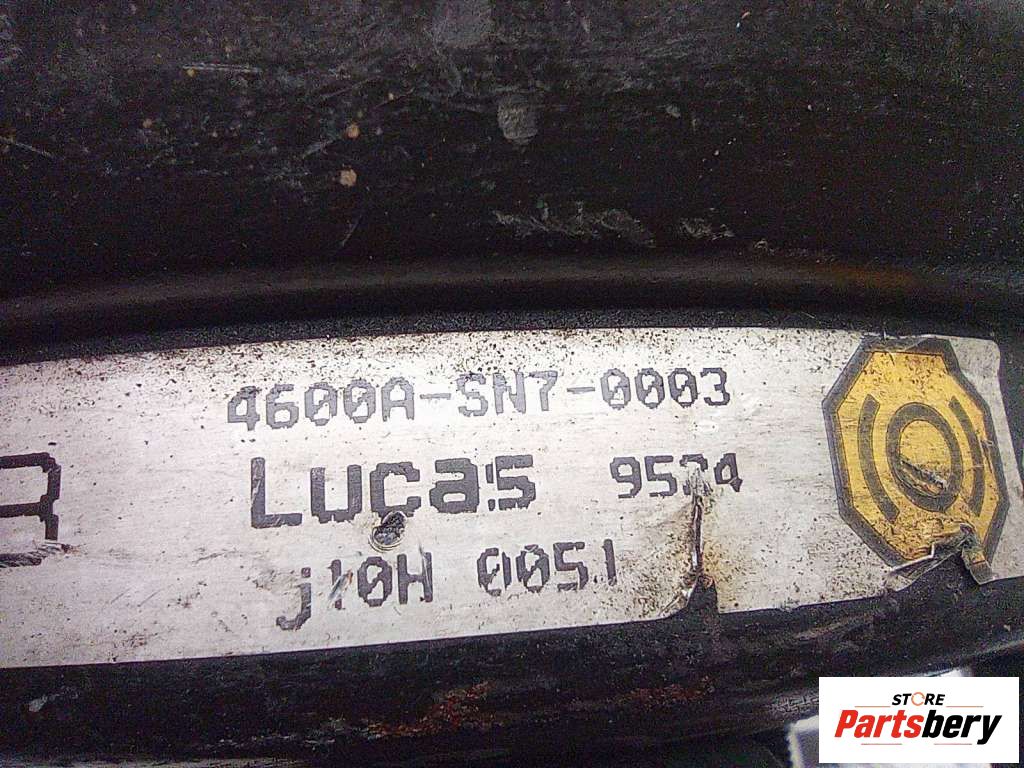 4600A-SN7-0003
R
Lucas
j10H 0051
STORE
Partsbery